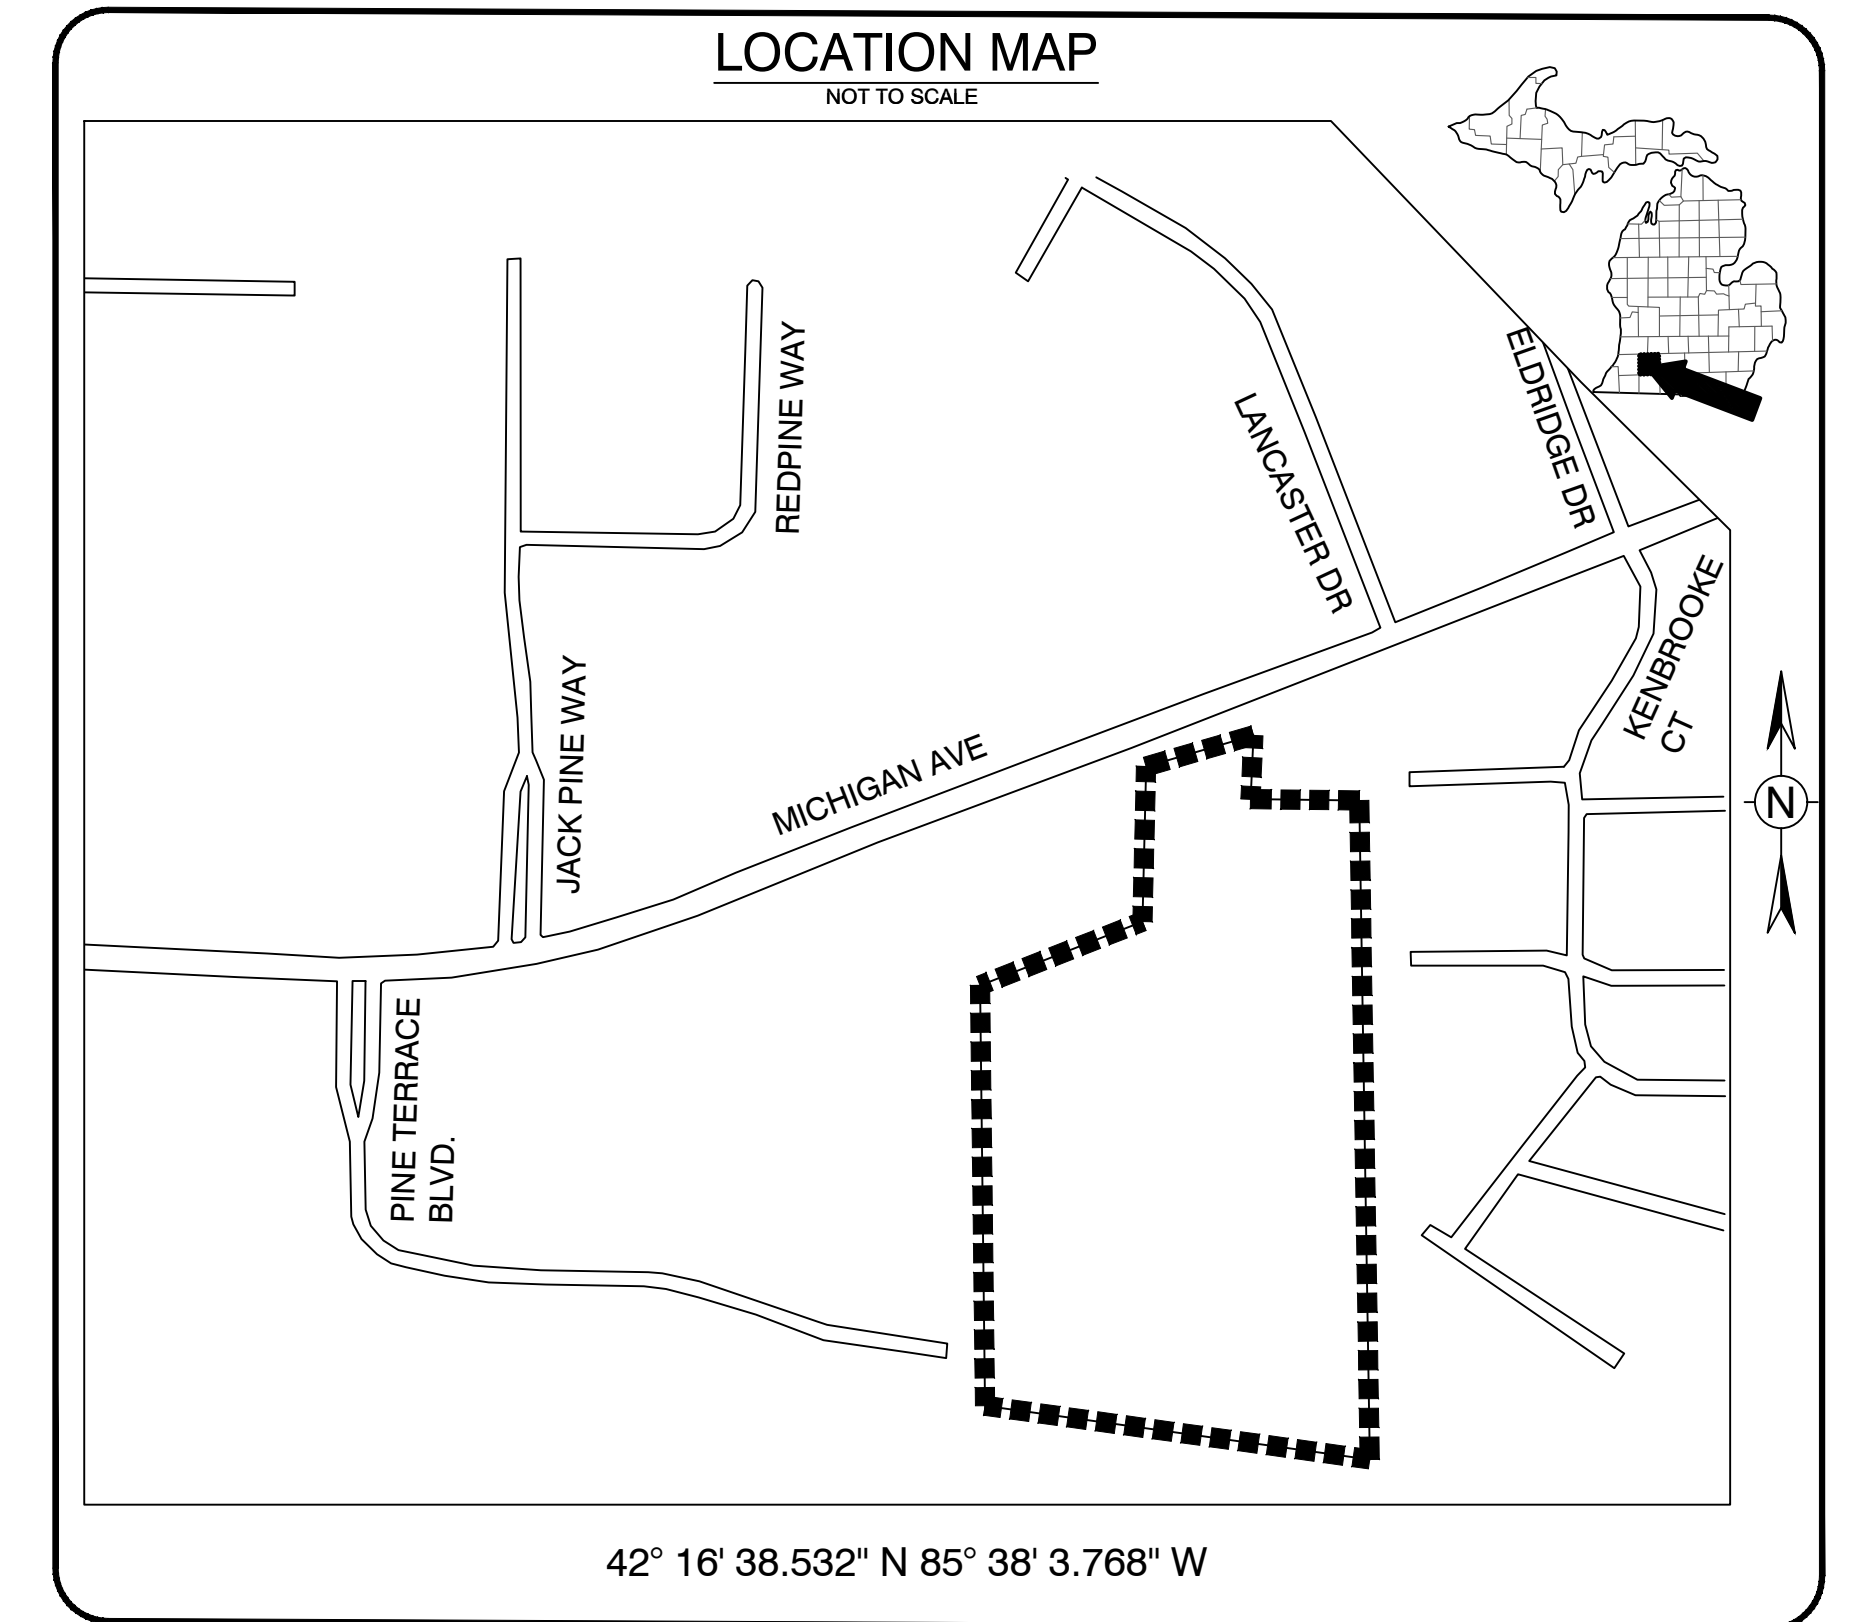 LOCATION MAP
NOT TO SCALE
REDPINE WAY
LANCASTER DR
ELDRIDGE DR
KENBROOKE
CT
JACK PINE WAY
MICHIGAN AVE
N
PINE TERRACE
BLVD.
42° 16' 38.532" N 85° 38' 3.768" W